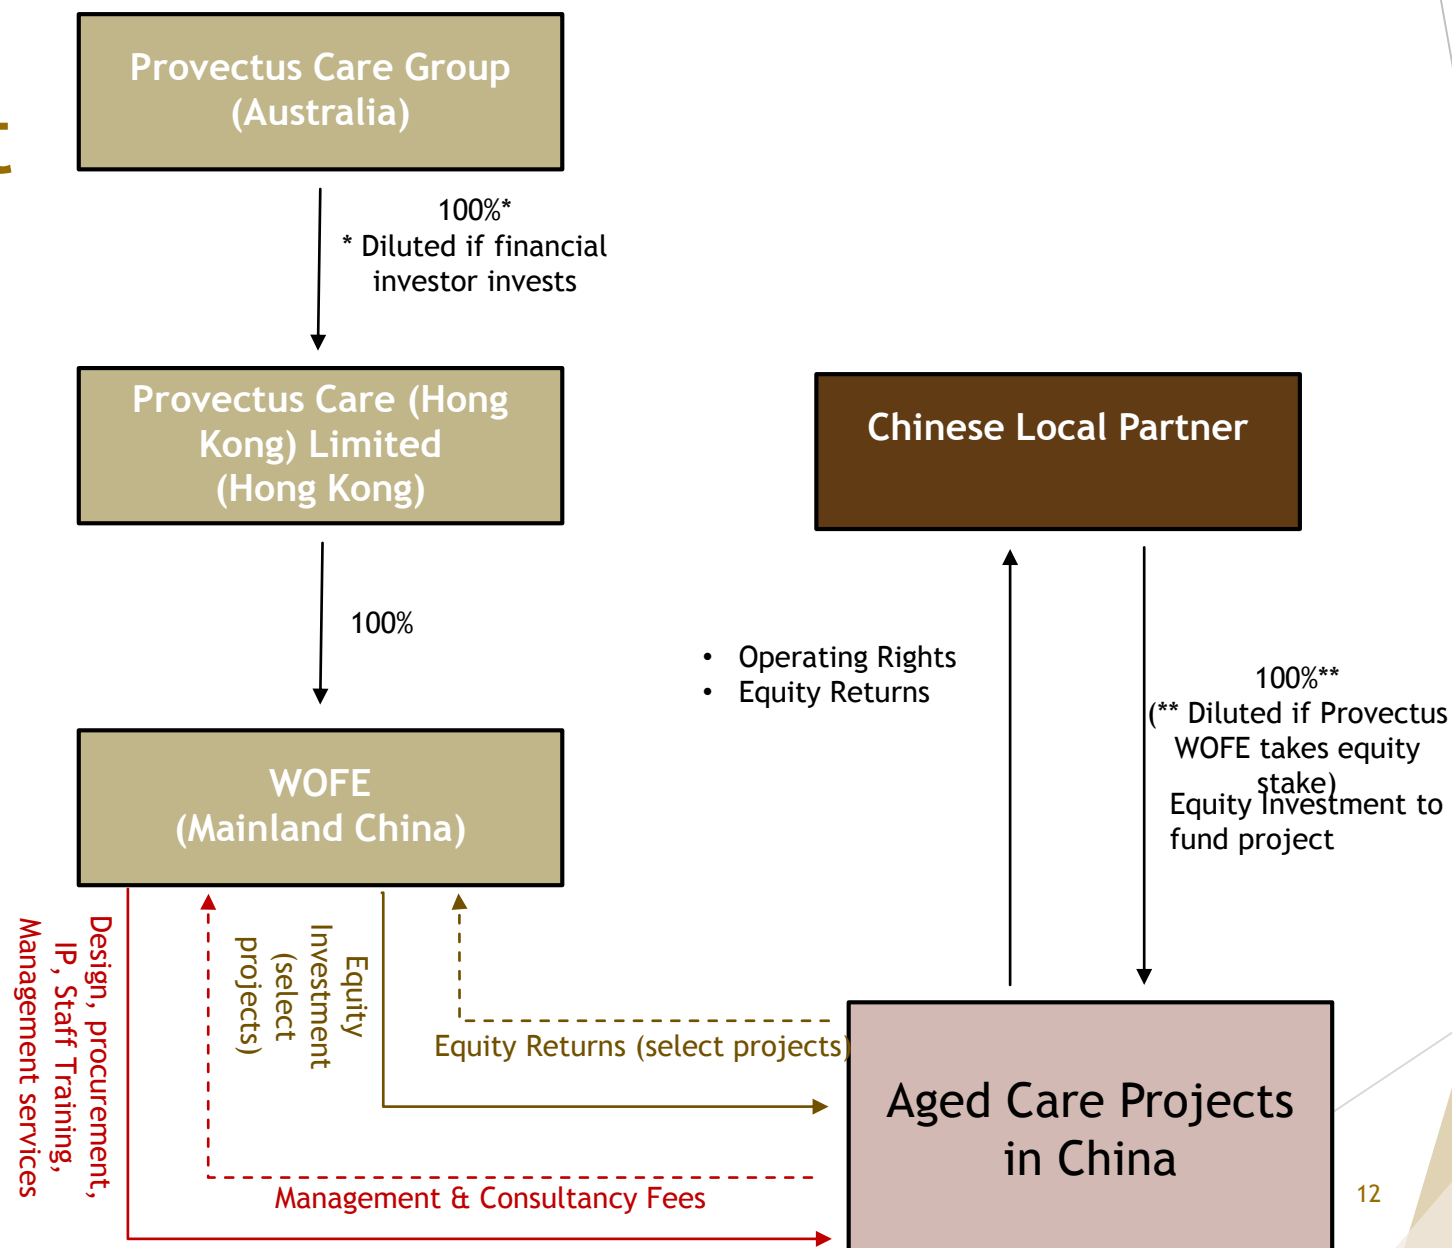 t
Provectus Care Group
(Australia)
100%*
* Diluted if financial
investor invests
Provectus Care (Hong
Kong) Limited
(Hong Kong)
Chinese Local Partner
100%
• Operating Rights
• Equity Returns
100%**
(** Diluted if Provectus
WOFE takes equity
stake)
Equity Investment to
fund project
WOFE
(Mainland China)
Design, procurement,
IP, Staff Training,
Management services
Equity
Investment
(select
projects)
Equity Returns (select projects)
Aged Care Projects
in China
Management & Consultancy Fees
12